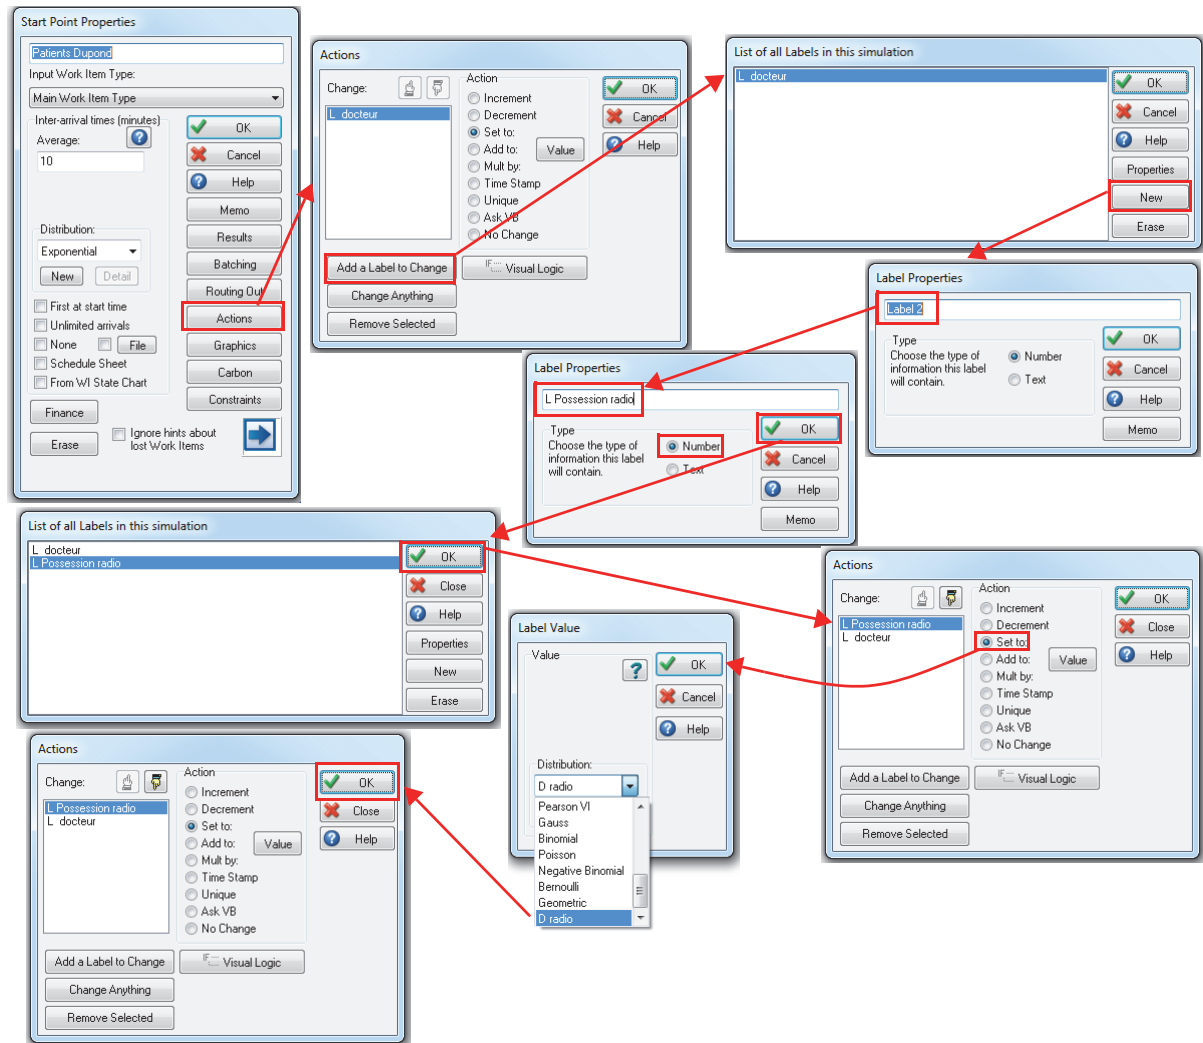 Start Point Properties
Patients Dupond
Input Work Item Type:
Main Work Item Type
Inter-arrival times (minutes)
Average:
10
OK
Cancel
Help
Memo
Results
Batching
Routing Out
Actions
Graphics
Carbon
Constraints
Distribution:
Exponential
New
Detail
First at start time
Unlimited arrivals
None
File
Schedule Sheet
From WI State Chart
Finance
Erase
Ignore hints about
lost Work Items
Actions
Change:
L docteur
Action
Increment
Decrement
Set to:
Add to:
Value
Mult by:
Time Stamp
Unique
Ask VB
No Change
OK
Cancel
Help
Add a Label to Change
IF Visual Logic
Change Anything
Remove Selected
List of all Labels in this simulation
L docteur
OK
Cancel
Help
Properties
New
Erase
Label Properties
Label 2
Type
Choose the type of
information this label
will contain.
Number
Text
OK
Cancel
Help
Memo
Label Properties
L Possession radio
Type
Choose the type of
information this label
will contain.
Number
Text
OK
Cancel
Help
Memo
List of all Labels in this simulation
L docteur
L Possession radio
OK
Close
Help
Properties
New
Erase
Actions
Change:
L Possession radio
L docteur
Action
Increment
Decrement
Set to:
Add to:
Value
Mult by:
Time Stamp
Unique
Ask VB
No Change
OK
Close
Help
Add a Label to Change
IF Visual Logic
Change Anything
Remove Selected
Label Value
Value
?
OK
Cancel
Help
Distribution:
D radio
Pearson VI
Gauss
Binomial
Poisson
Negative Binomial
Bernoulli
Geometric
D radio
Actions
Change:
L Possession radio
L docteur
Action
Increment
Decrement
Set to:
Add to:
Value
Mult by:
Time Stamp
Unique
Ask VB
No Change
OK
Close
Help
Add a Label to Change
IF Visual Logic
Change Anything
Remove Selected